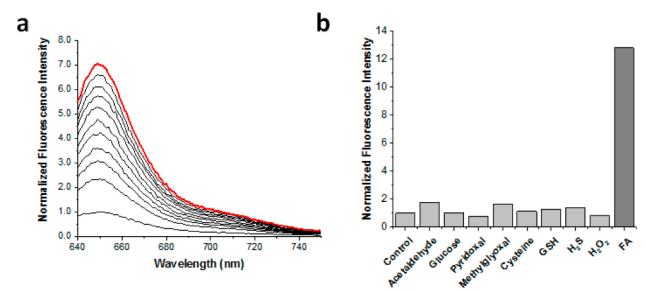 a
Normalized Fluorescence Intensity
8.0
7.0
6.0
5.0
4.0
3.0
2.0
1.0
0.0
640 660 680 700 720 740
Wavelength (nm)
b
Normalized Fluorescence Intensity
14
12
10
8
6
4
2
0
Control
Acetaldehyde
Glucose
Pyridoxal
Methylglyoxal
Cysteine
GSH
H₂S
H₂O₂
FA